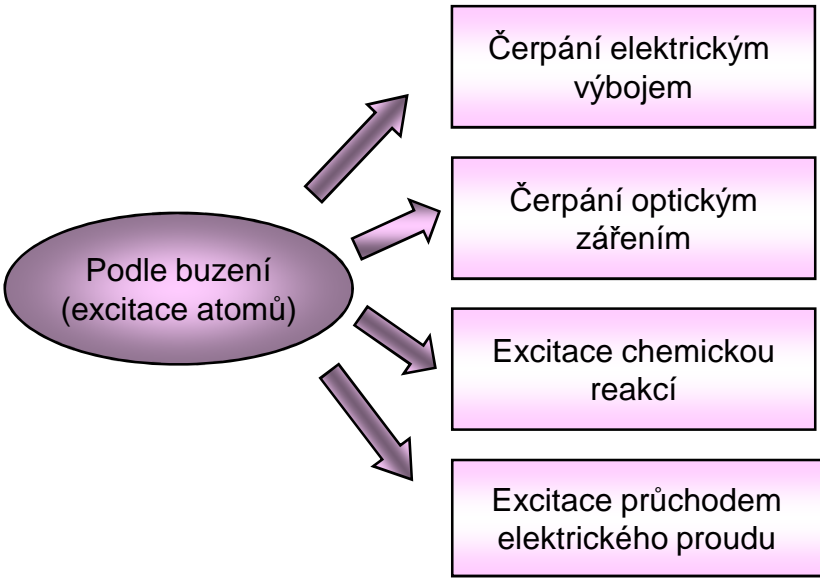 Čerpání elektrickým
výbojem
Čerpání optickým
zářením
Podle buzení
(excitace atomů)
Excitace chemickou
reakcí
Excitace průchodem
elektrického proudu